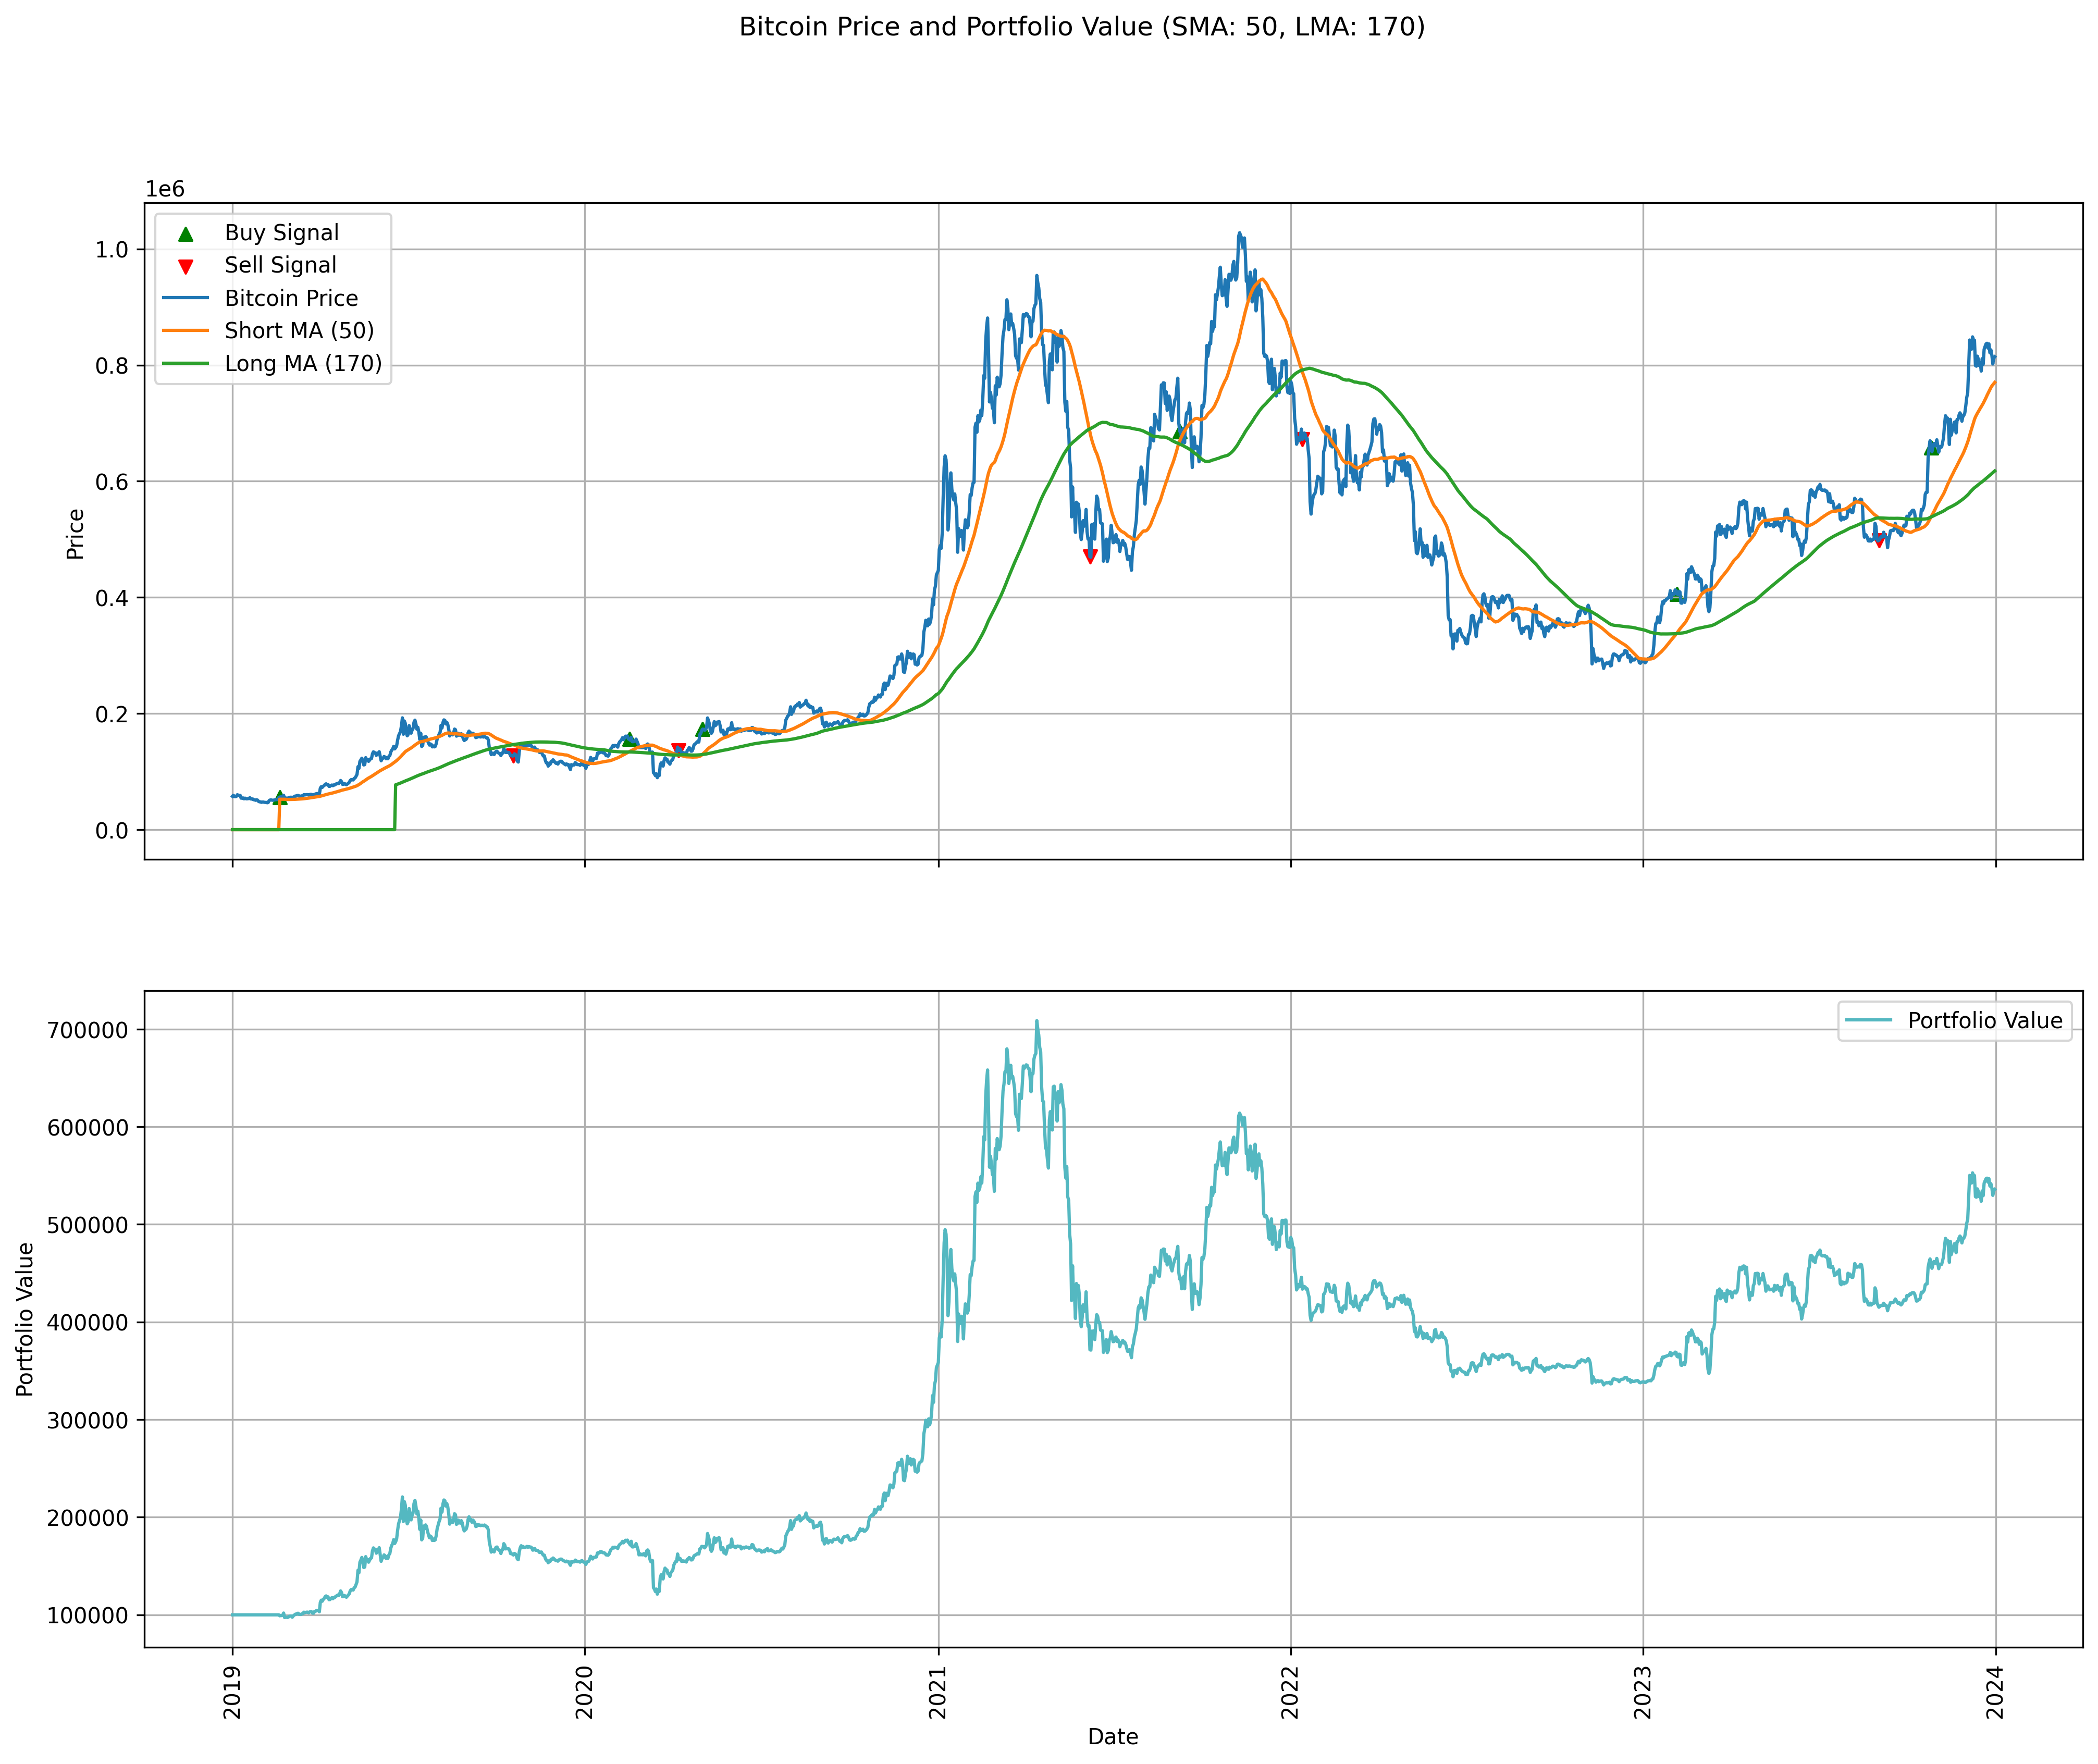 Bitcoin Price and Portfolio Value (SMA: 50, LMA: 170)
1e6
Buy Signal
Sell Signal
Bitcoin Price
Short MA (50)
Long MA (170)
Price
1.0
0.8
0.6
0.4
0.2
0.0
Portfolio Value
Portfolio Value
700000
600000
500000
400000
300000
200000
100000
2019
2020
2021
2022
2023
2024
Date